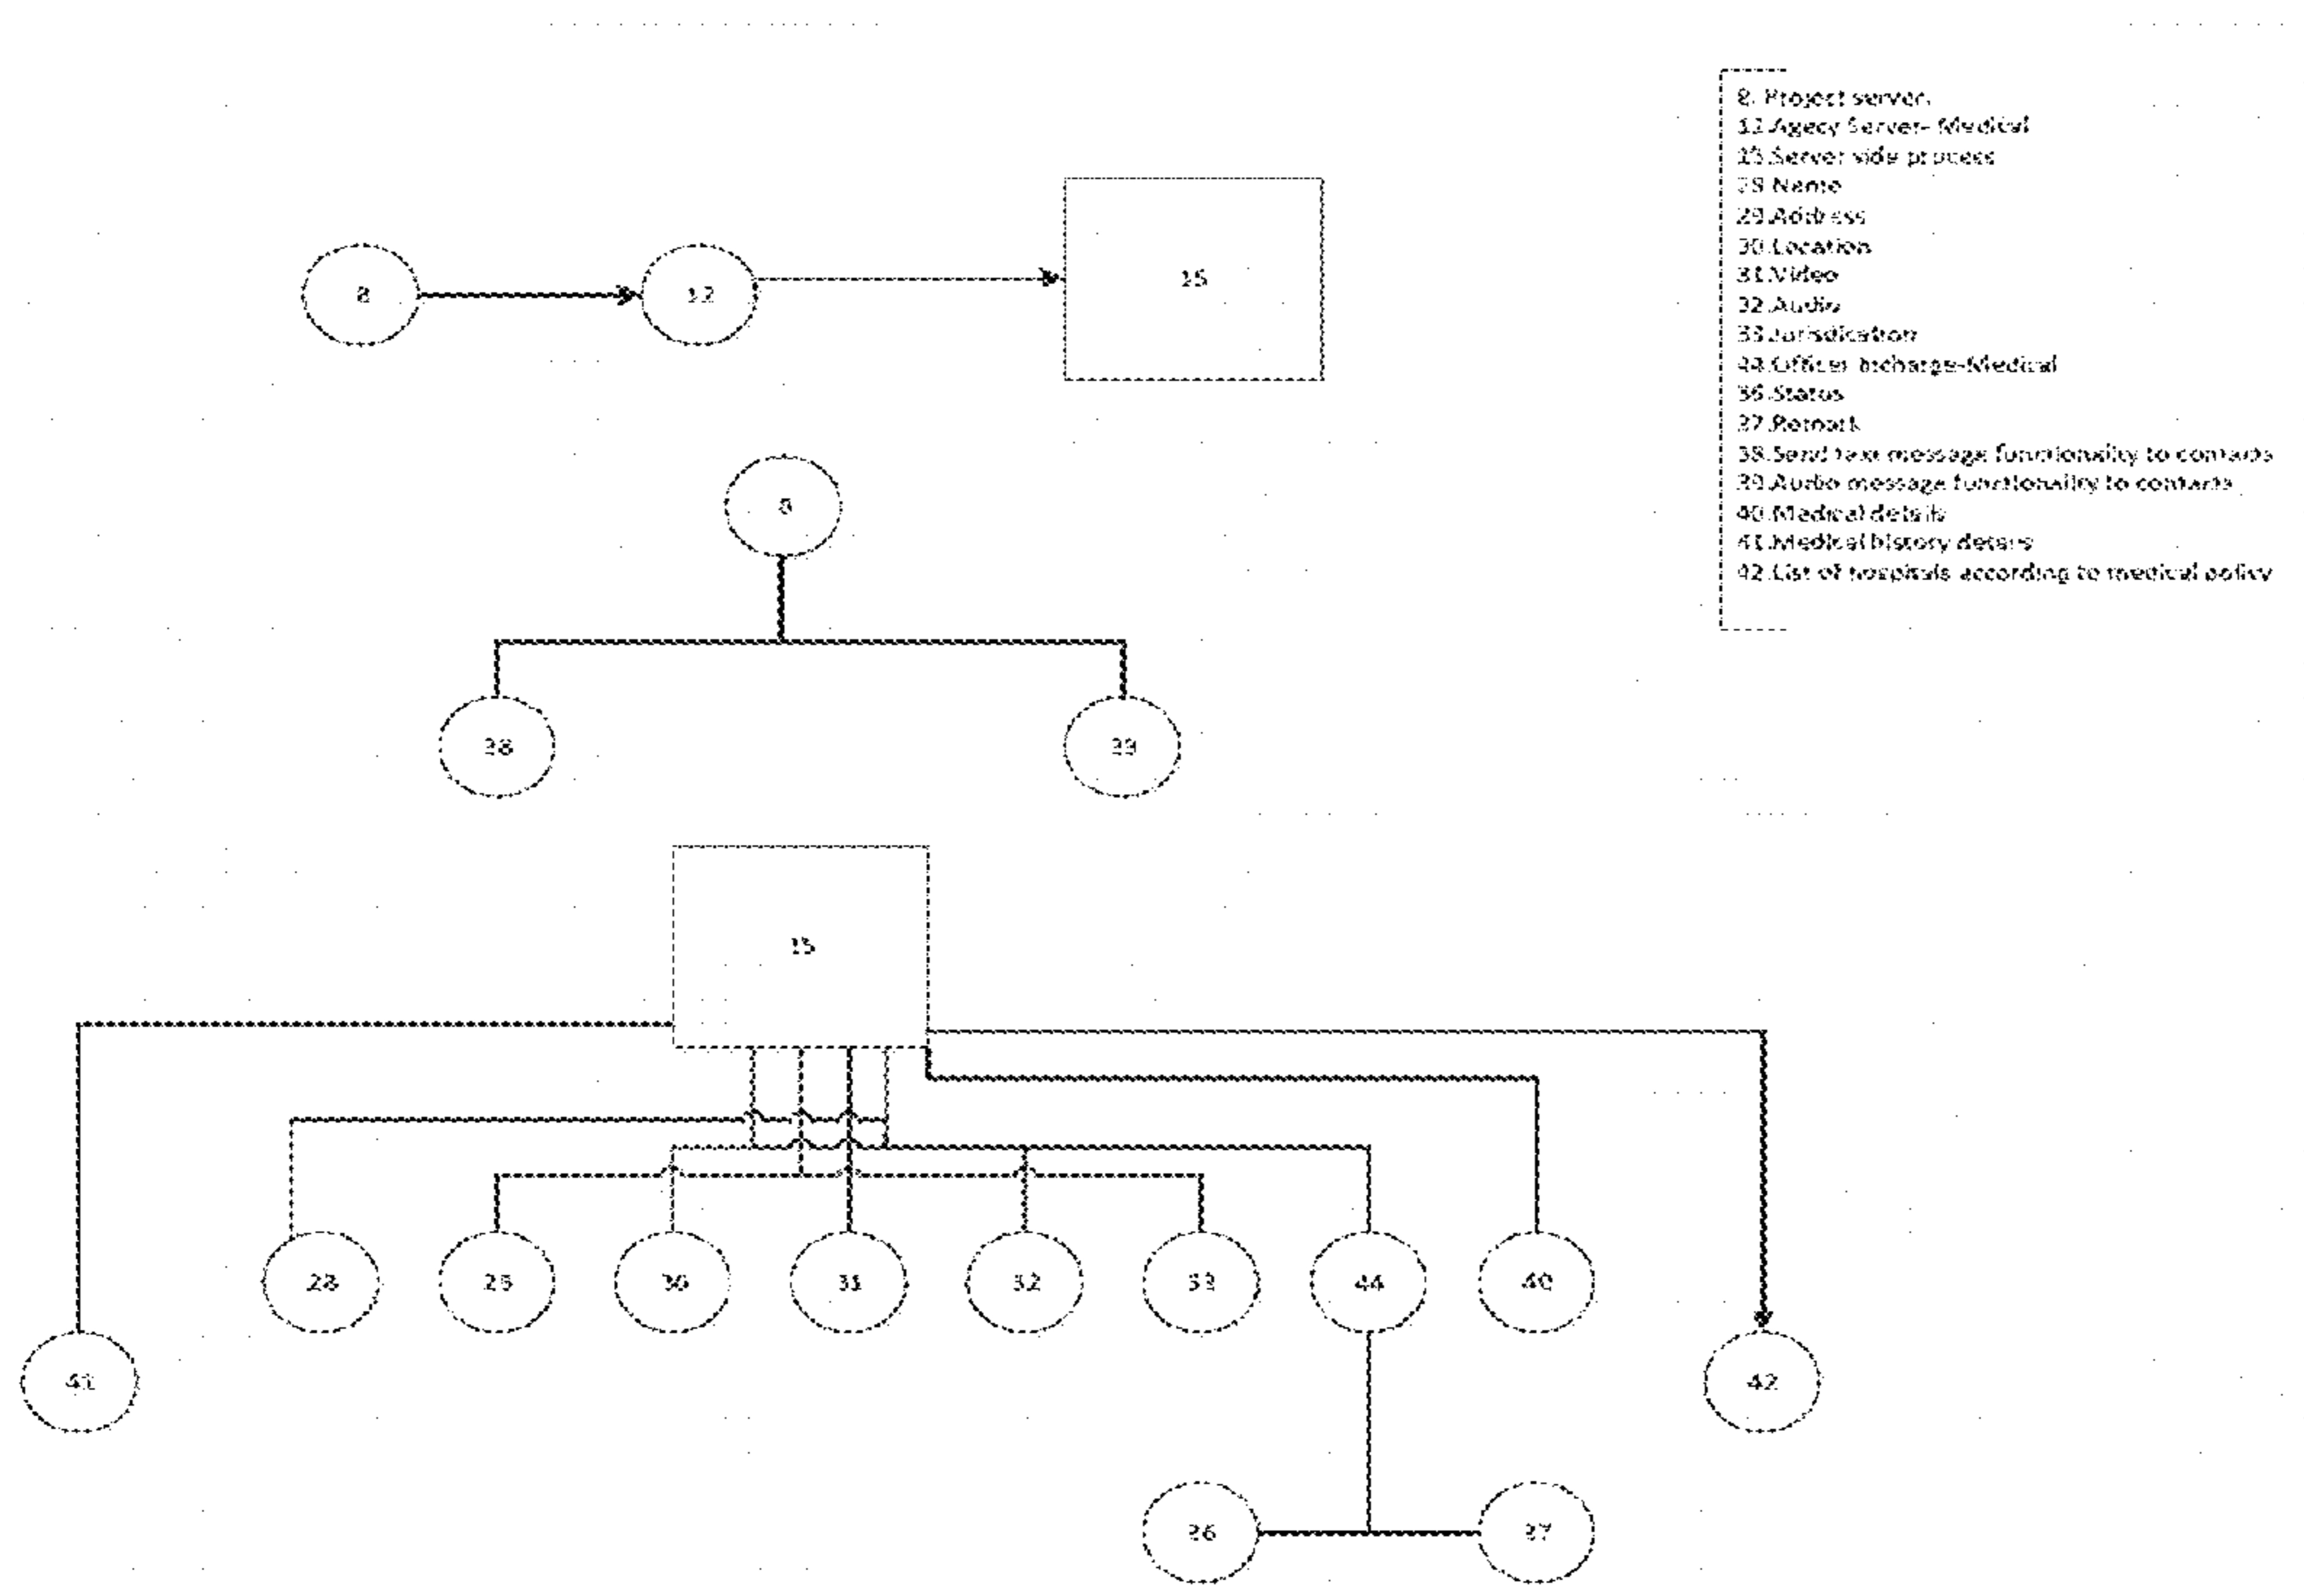 8. Project server.
12.Agecy Server- Medical
15.Server side process
28.Name
29.Address
30.Location
31.Video
32.Audio
33.Jurisdication
44.Officer Incharge-Medical
36.Status
37.Remark
38.Send text message functionality to contacts
39.Audio message functionality to contacts
40.Medical details
41.Medical history details
42.List of hospitals according to medical policy
8
12
15
8
38
39
15
28
29
30
31
32
33
44
40
41
42
36
37